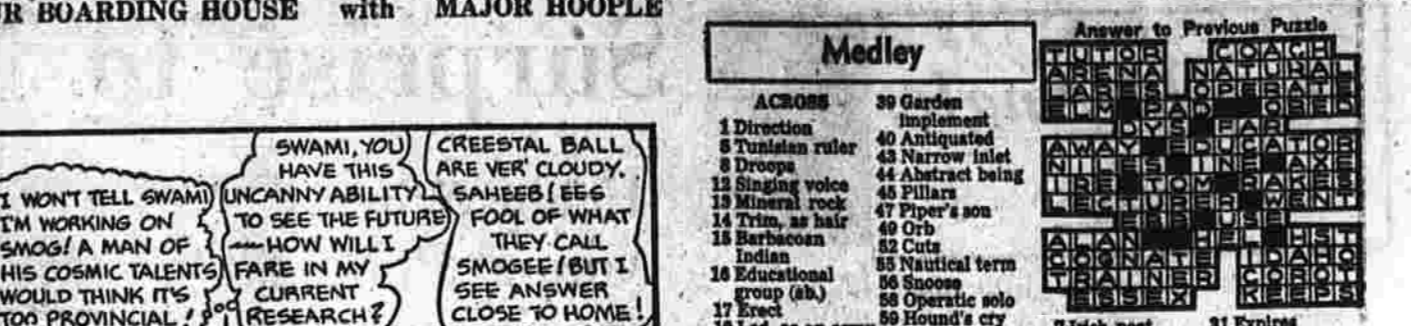 UR BOARDING HOUSE with MAJOR HOOPLE
I WON'T TELL SWAMI
I'M WORKING ON
SMOG! A MAN OF
HIS COSMIC TALENTS
WOULD THINK IT'S
TOO PROVINCIAL!
SWAMI, YOU
HAVE THIS
UNCANNY ABILITY
TO SEE THE FUTURE
—HOW WILL I
FARE IN MY
CURRENT
RESEARCH?
CREESTAL BALL
ARE VER' CLOUDY,
SAHEEB! EES
FOOL OF WHAT
THEY CALL
SMOGEE! BUT I
SEE ANSWER
CLOSE TO HOME!
Medley
ACROSS
1 Direction
5 Tunisian ruler
8 Droops
12 Singing voice
13 Mineral rock
14 Trim, as hair
15 Barbacoan
Indian
16 Educational
group (ab.)
17 Erect
39 Garden
implement
40 Antiquated
43 Narrow inlet
44 Abstract being
45 Pillars
47 Piper's son
49 Orb
52 Cuts
55 Nautical term
56 Snoose
58 Operatic solo
59 Hound's cry
Answer to Previous Puzzle
TUTOR COACH
ARENA NATURAL
LARES OPERATE
ELM PAD ORED
DYS FAR
AWAY EDUCATOR
NIES INE AXE
IRE TOM RAKES
LECTURER WENT
ESS USE
ALAN HEL HST
COGNATE IDAHO
TRAINER COROT
ESSEX KEEPS
31 Expires